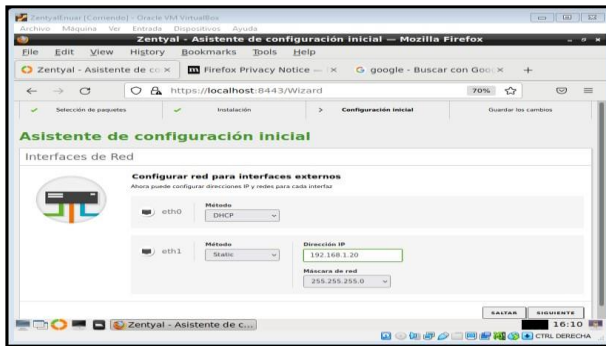 ZentyalEnuar [Corriendo] - Oracle VM VirtualBox
Archivo Máquina Ver Entrada Dispositivos Ayuda
Zentyal - Asistente de configuración inicial — Mozilla Firefox
File Edit View History Bookmarks Tools Help
Zentyal - Asistente de co
Firefox Privacy Notice —
google - Buscar con Goo
https://localhost:8443/Wizard
70%
Selección de paquetes
Instalación
Configuración inicial
Guardar los cambios
Asistente de configuración inicial
Interfaces de Red
Configurar red para interfaces externos
Ahora puede configurar direcciones IP y redes para cada interfaz
eth0
Método
DHCP
eth1
Método
Static
Dirección IP
192.168.1.20
Máscara de red
255.255.255.0
SALTAR
SIGUIENTE
Zentyal - Asistente de c...
16:10
CTRL DERECHA